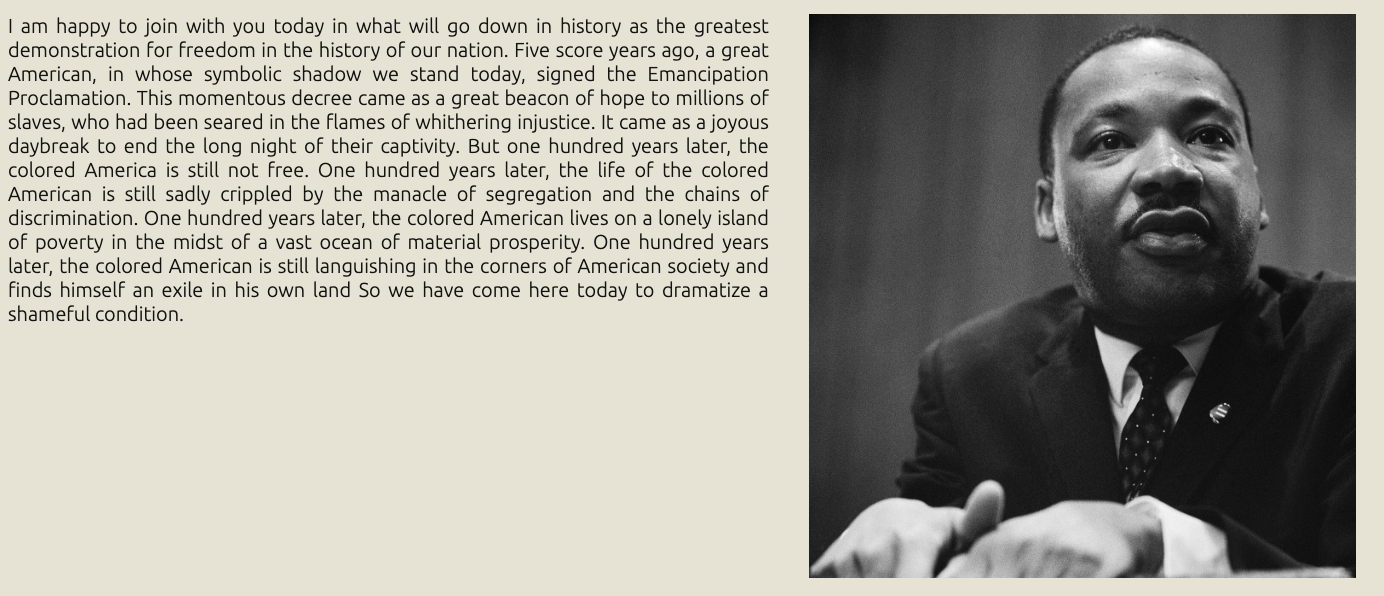 I am happy to join with you today in what will go down in history as the greatest
demonstration for freedom in the history of our nation. Five score years ago, a great
American, in whose symbolic shadow we stand today, signed the Emancipation
Proclamation. This momentous decree came as a great beacon of hope to millions of
slaves, who had been seared in the flames of whithering injustice. It came as a joyous
daybreak to end the long night of their captivity. But one hundred years later, the
colored America is still not free. One hundred years later, the life of the colored
American is still sadly crippled by the manacle of segregation and the chains of
discrimination. One hundred years later, the colored American lives on a lonely island
of poverty in the midst of a vast ocean of material prosperity. One hundred years
later, the colored American is still languishing in the corners of American society and
finds himself an exile in his own land So we have come here today to dramatize a
shameful condition.